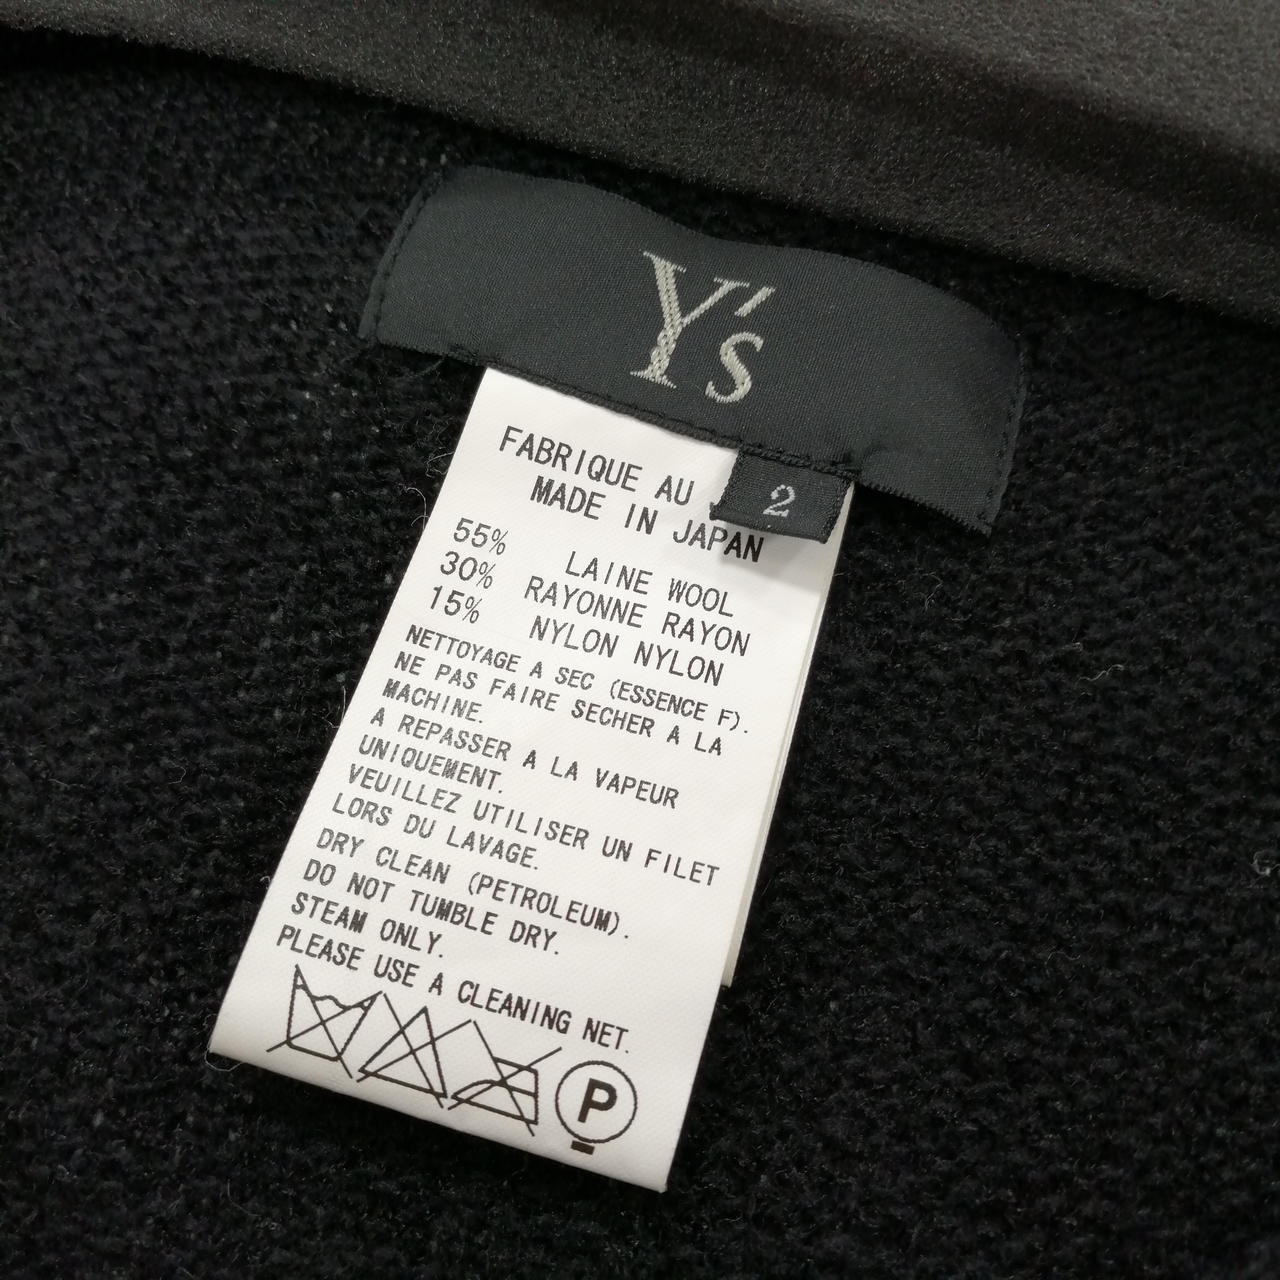 Y's
2
FABRIQUE AU
MADE IN JAPAN
55% LAINE WOOL
30% RAYONNE RAYON
15% NYLON NYLON
NETTOYAGE A SEC (ESSENCE F).
NE PAS FAIRE SECHER A LA
MACHINE.
A REPASSER A LA VAPEUR
UNIQUEMENT.
VEUILLEZ UTILISER UN FILET
LORS DU LAVAGE.
DRY CLEAN (PETROLEUM).
DO NOT TUMBLE DRY.
STEAM ONLY.
PLEASE USE A CLEANING NET.
P